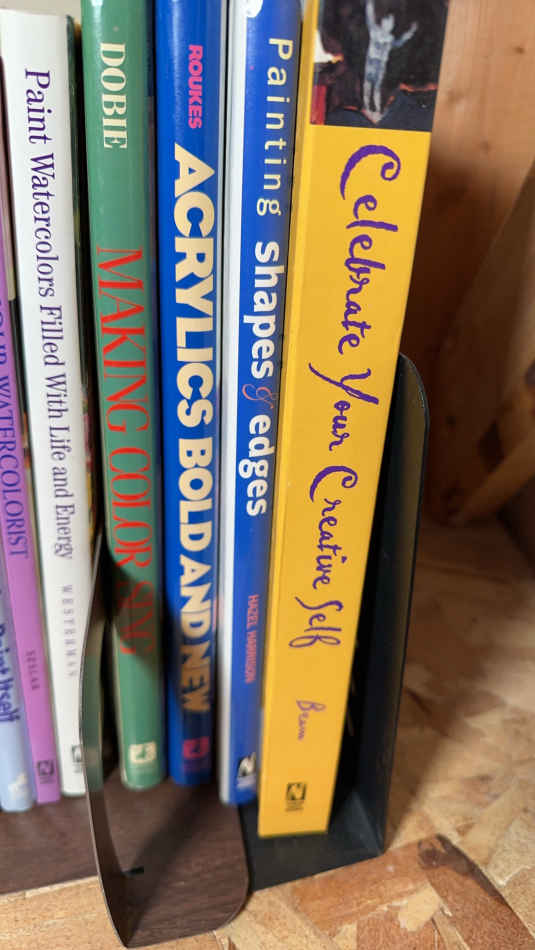 Paint Itself
YOUR WATERCOLORIST
SESLAR
Paint Watercolors Filled With Life and Energy
WESTERMAN
DOBIE
MAKING COLOR SING
ROUKES
ACRYLICS BOLD AND NEW
Painting shapes & edges
HAZEL HARRISON
Celebrate Your Creative Self
Beam